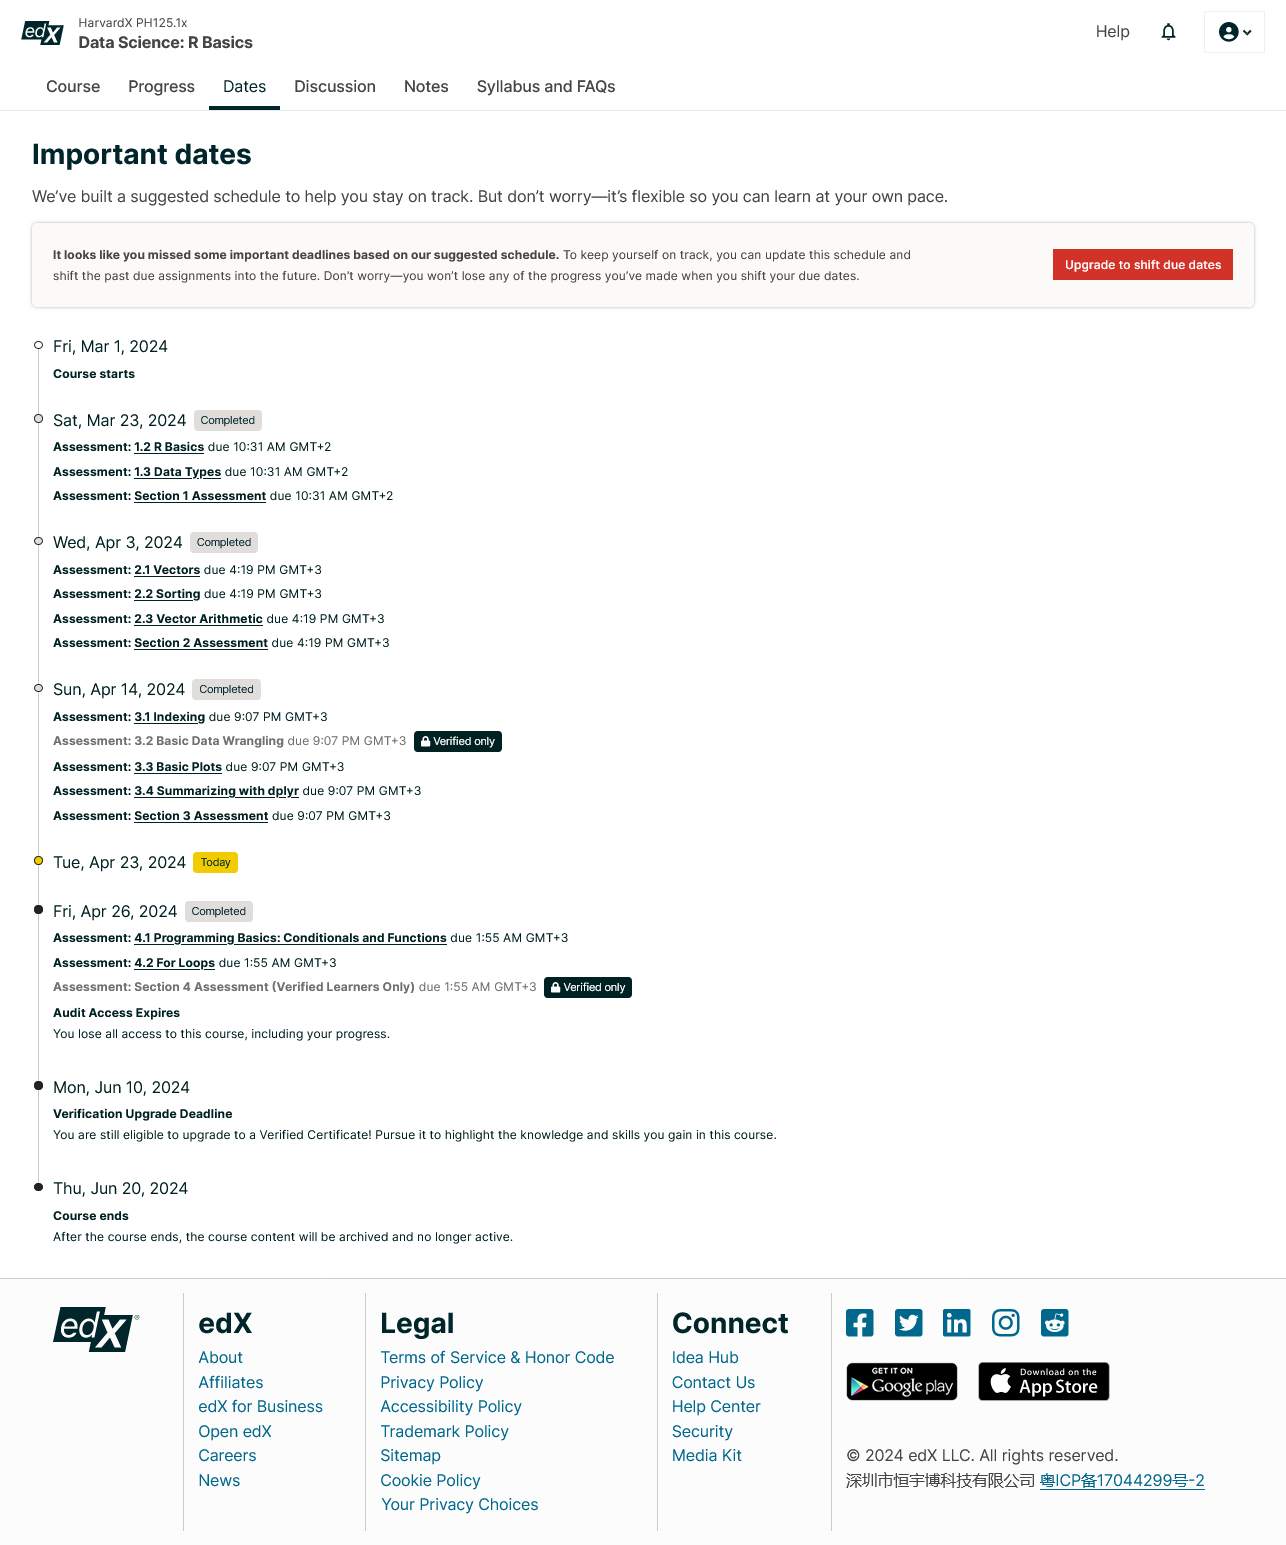 edX
HarvardX PH125.1x
Data Science: R Basics
Help
Course Progress Dates Discussion Notes Syllabus and FAQs
Important dates
We’ve built a suggested schedule to help you stay on track. But don’t worry—it’s flexible so you can learn at your own pace.
It looks like you missed some important deadlines based on our suggested schedule. To keep yourself on track, you can update this schedule and
shift the past due assignments into the future. Don’t worry—you won’t lose any of the progress you’ve made when you shift your due dates.
Upgrade to shift due dates
Fri, Mar 1, 2024
Course starts
Sat, Mar 23, 2024 Completed
Assessment: 1.2 R Basics due 10:31 AM GMT+2
Assessment: 1.3 Data Types due 10:31 AM GMT+2
Assessment: Section 1 Assessment due 10:31 AM GMT+2
Wed, Apr 3, 2024 Completed
Assessment: 2.1 Vectors due 4:19 PM GMT+3
Assessment: 2.2 Sorting due 4:19 PM GMT+3
Assessment: 2.3 Vector Arithmetic due 4:19 PM GMT+3
Assessment: Section 2 Assessment due 4:19 PM GMT+3
Sun, Apr 14, 2024 Completed
Assessment: 3.1 Indexing due 9:07 PM GMT+3
Assessment: 3.2 Basic Data Wrangling due 9:07 PM GMT+3 Verified only
Assessment: 3.3 Basic Plots due 9:07 PM GMT+3
Assessment: 3.4 Summarizing with dplyr due 9:07 PM GMT+3
Assessment: Section 3 Assessment due 9:07 PM GMT+3
Tue, Apr 23, 2024 Today
Fri, Apr 26, 2024 Completed
Assessment: 4.1 Programming Basics: Conditionals and Functions due 1:55 AM GMT+3
Assessment: 4.2 For Loops due 1:55 AM GMT+3
Assessment: Section 4 Assessment (Verified Learners Only) due 1:55 AM GMT+3 Verified only
Audit Access Expires
You lose all access to this course, including your progress.
Mon, Jun 10, 2024
Verification Upgrade Deadline
You are still eligible to upgrade to a Verified Certificate! Pursue it to highlight the knowledge and skills you gain in this course.
Thu, Jun 20, 2024
Course ends
After the course ends, the course content will be archived and no longer active.
edX®
edX
About
Affiliates
edX for Business
Open edX
Careers
News
Legal
Terms of Service & Honor Code
Privacy Policy
Accessibility Policy
Trademark Policy
Sitemap
Cookie Policy
Your Privacy Choices
Connect
Idea Hub
Contact Us
Help Center
Security
Media Kit
GET IT ON
Google play
Download on the
App Store
© 2024 edX LLC. All rights reserved.
深圳市恒宇博科技有限公司 粤ICP备17044299号-2